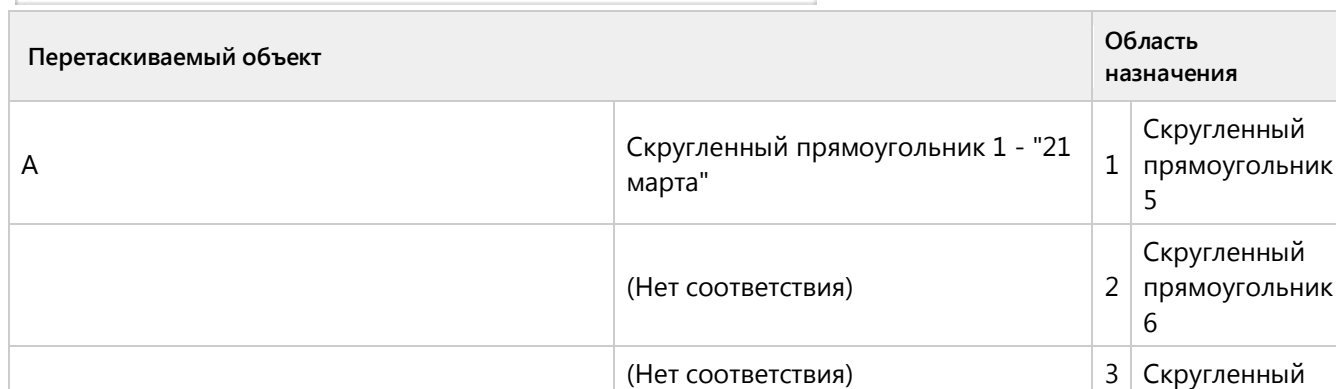 Перетаскиваемый объект
Область
назначения
А
Скругленный прямоугольник 1 - "21
марта"
1
Скругленный
прямоугольник
5
(Нет соответствия)
2
Скругленный
прямоугольник
6
(Нет соответствия)
3
Скругленный